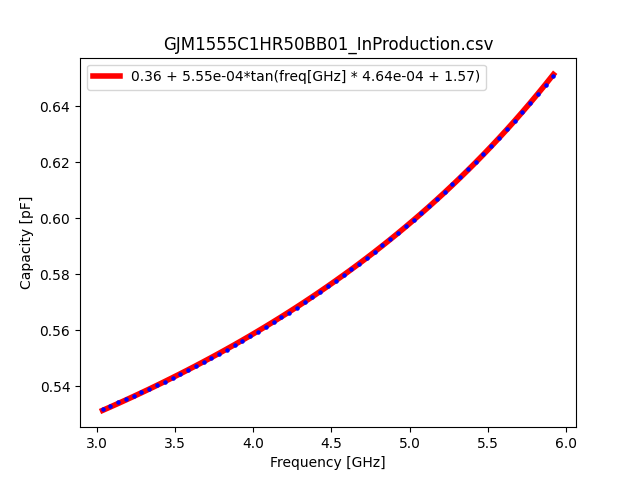 GJM1555C1HR50BB01_InProduction.csv
0.36 + 5.55e-04*tan(freq[GHz] * 4.64e-04 + 1.57)
Capacity [pF]
0.64
0.62
0.60
0.58
0.56
0.54
3.0 3.5 4.0 4.5 5.0 5.5 6.0
Frequency [GHz]